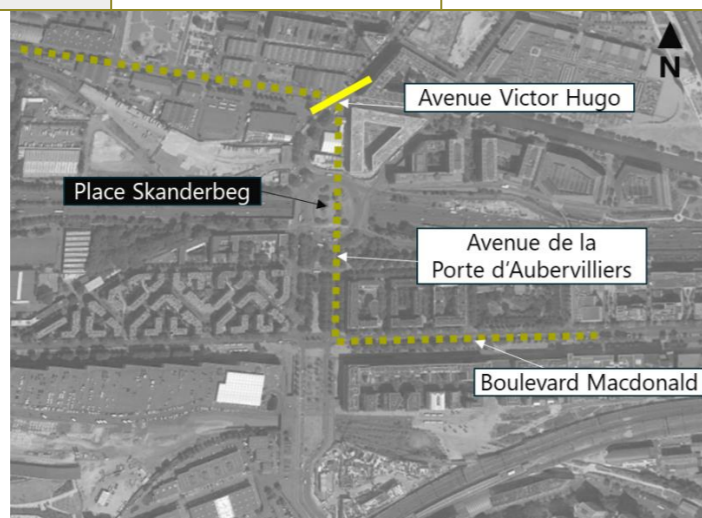 N
Avenue Victor Hugo
Place Skanderbeg
Avenue de la
Porte d'Aubervilliers
Boulevard Macdonald